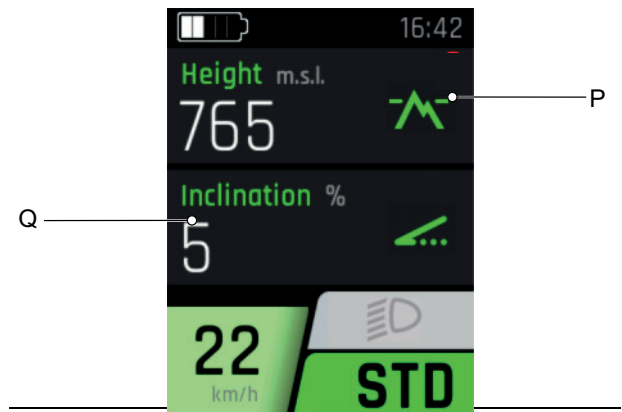 16:42
Height m.s.l.
765
P
Inclination %
Q
5
22
km/h
STD